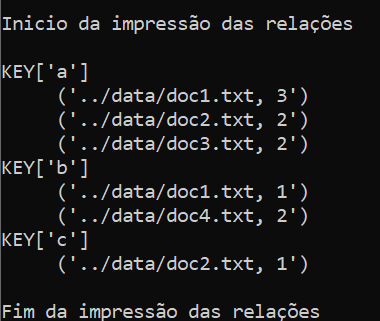 Inicio da impressão das relações
KEY['a']
('../data/doc1.txt, 3')
('../data/doc2.txt, 2')
('../data/doc3.txt, 2')
KEY['b']
('../data/doc1.txt, 1')
('../data/doc4.txt, 2')
KEY['c']
('../data/doc2.txt, 1')
Fim da impressão das relações